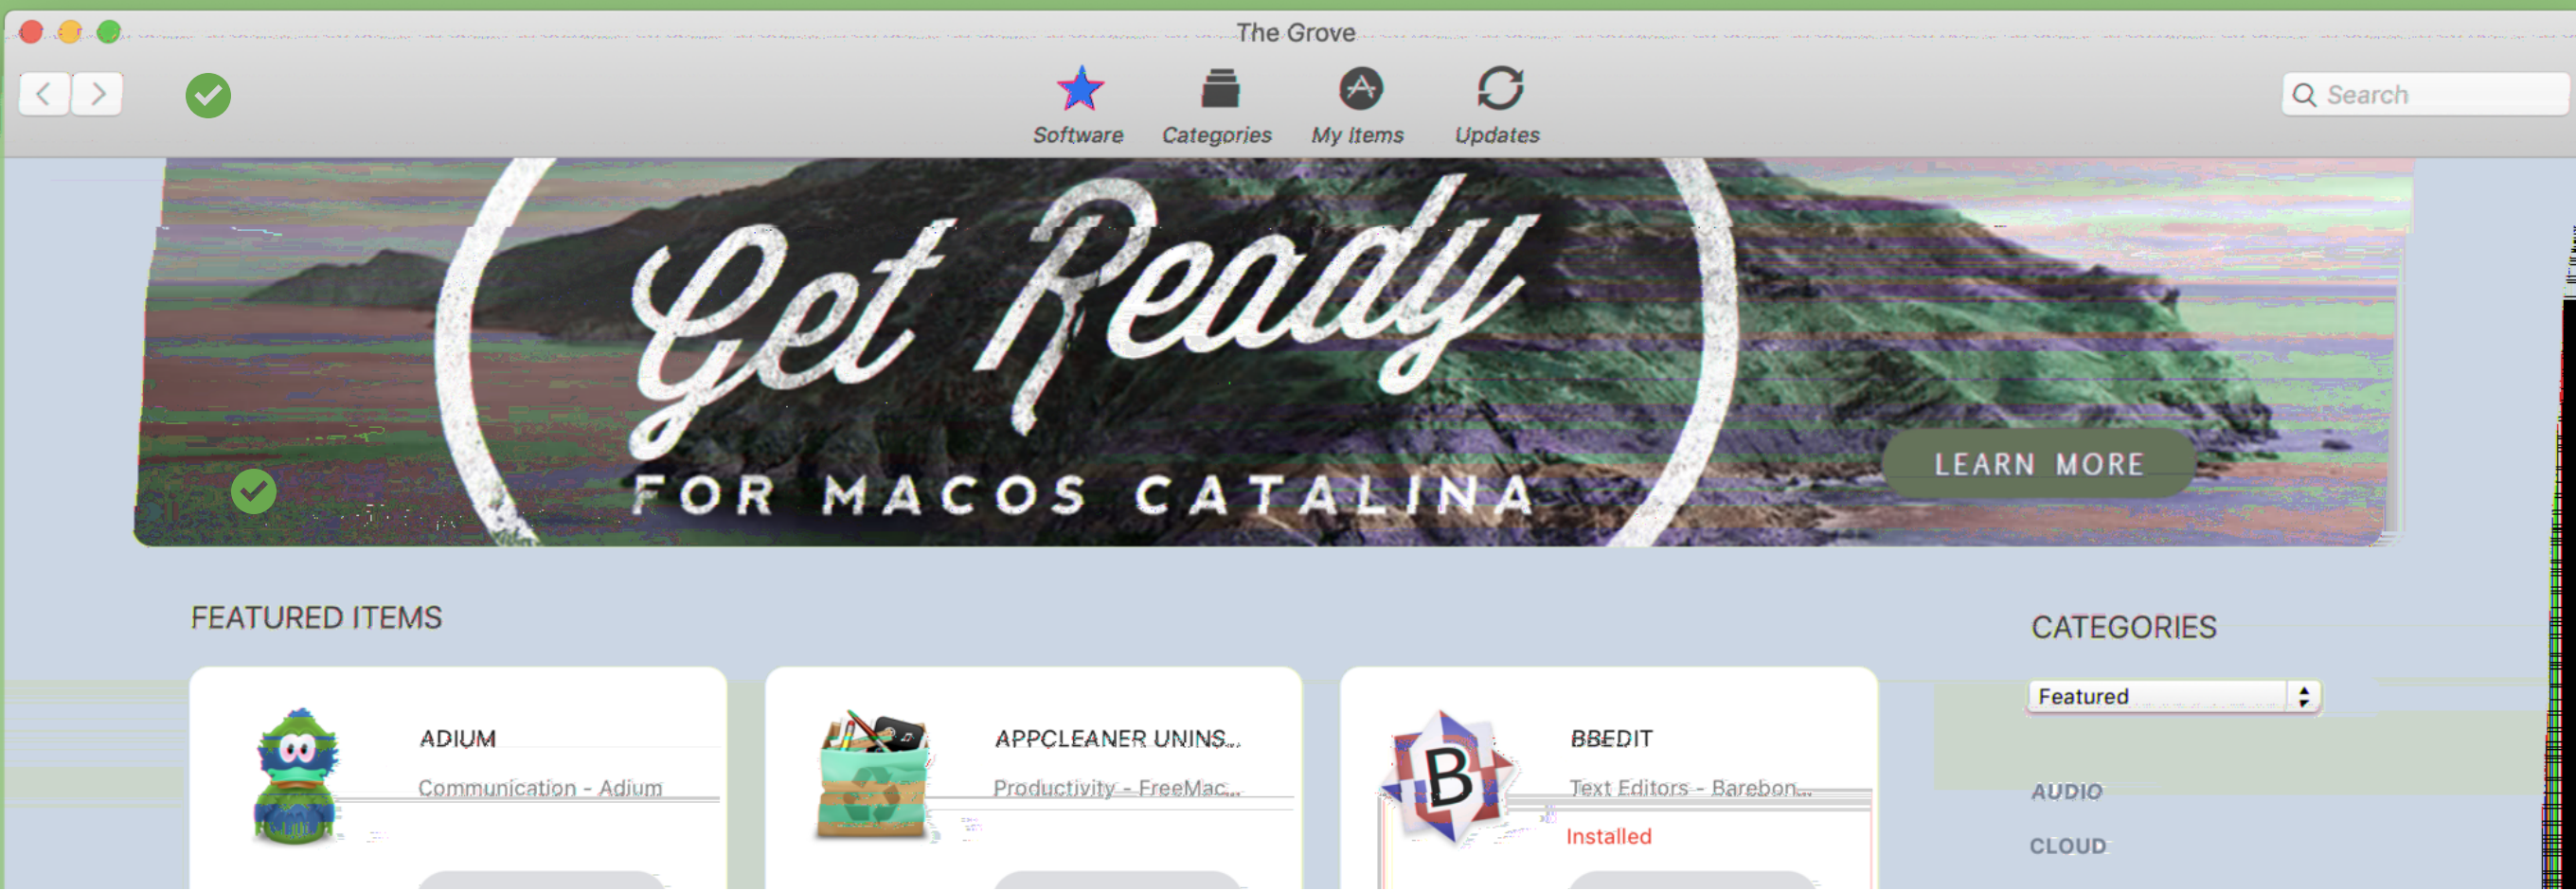 The Grove
Software Categories My Items Updates
Search
Get Ready
FOR MACOS CATALINA
LEARN MORE
FEATURED ITEMS
CATEGORIES
Featured
ADIUM
Communication - Adium
APPCLEANER UNINS...
Productivity - FreeMac...
B
BBEDIT
Text Editors - Barebon...
Installed
AUDIO
CLOUD